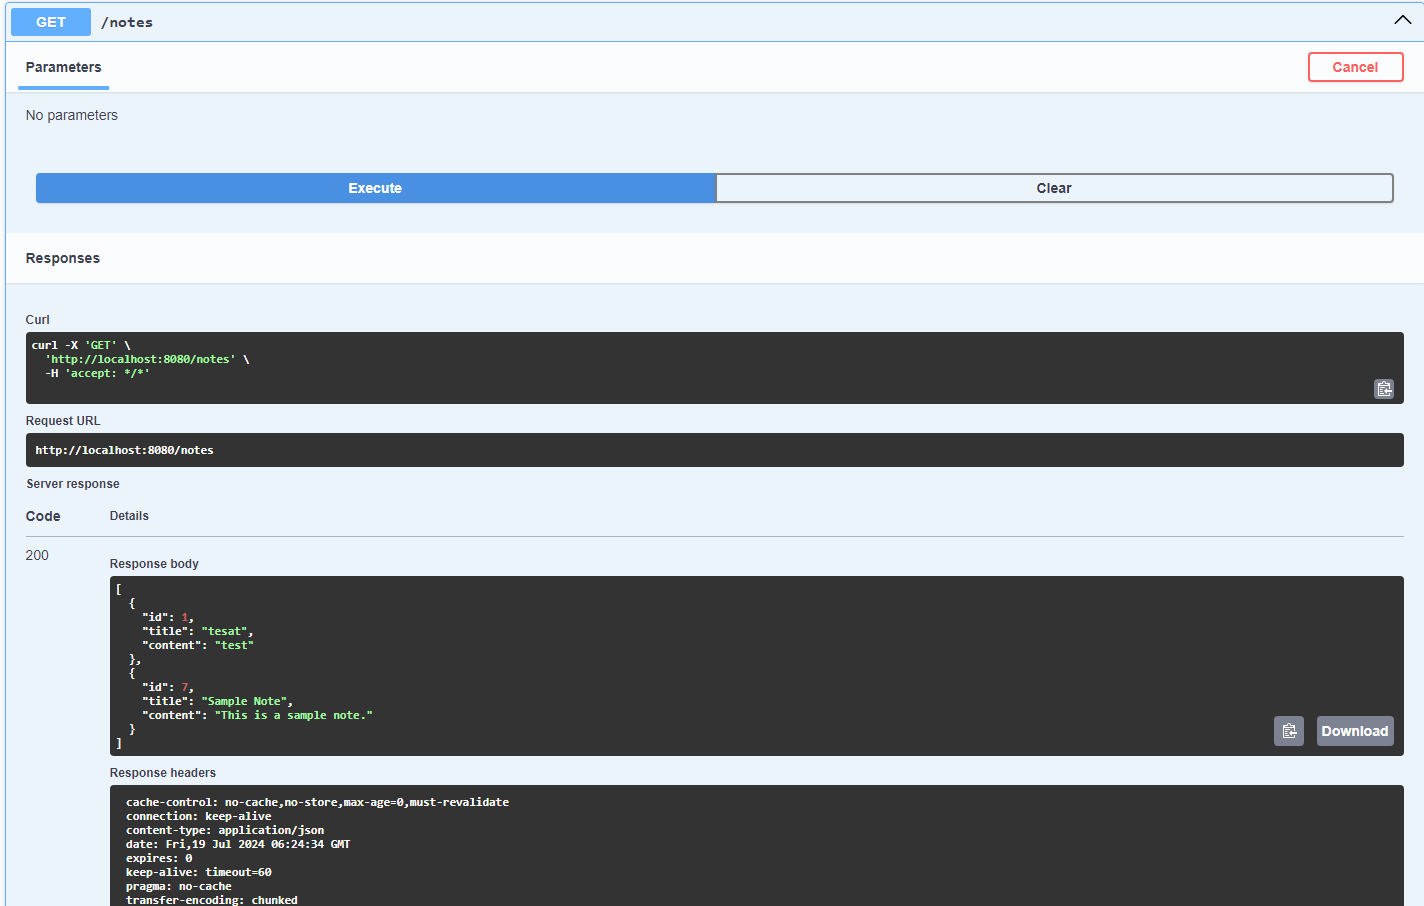 GET /notes
Parameters
Cancel
No parameters
Execute
Clear
Responses
Curl
curl -X 'GET' \
  'http://localhost:8080/notes' \
  -H 'accept: */*'
Request URL
http://localhost:8080/notes
Server response
Code Details
200
Response body
[
  {
    "id": 1,
    "title": "tesat",
    "content": "test"
  },
  {
    "id": 7,
    "title": "Sample Note",
    "content": "This is a sample note."
  }
]
Download
Response headers
cache-control: no-cache,no-store,max-age=0,must-revalidate
connection: keep-alive
content-type: application/json
date: Fri,19 Jul 2024 06:24:34 GMT
expires: 0
keep-alive: timeout=60
pragma: no-cache
transfer-encoding: chunked